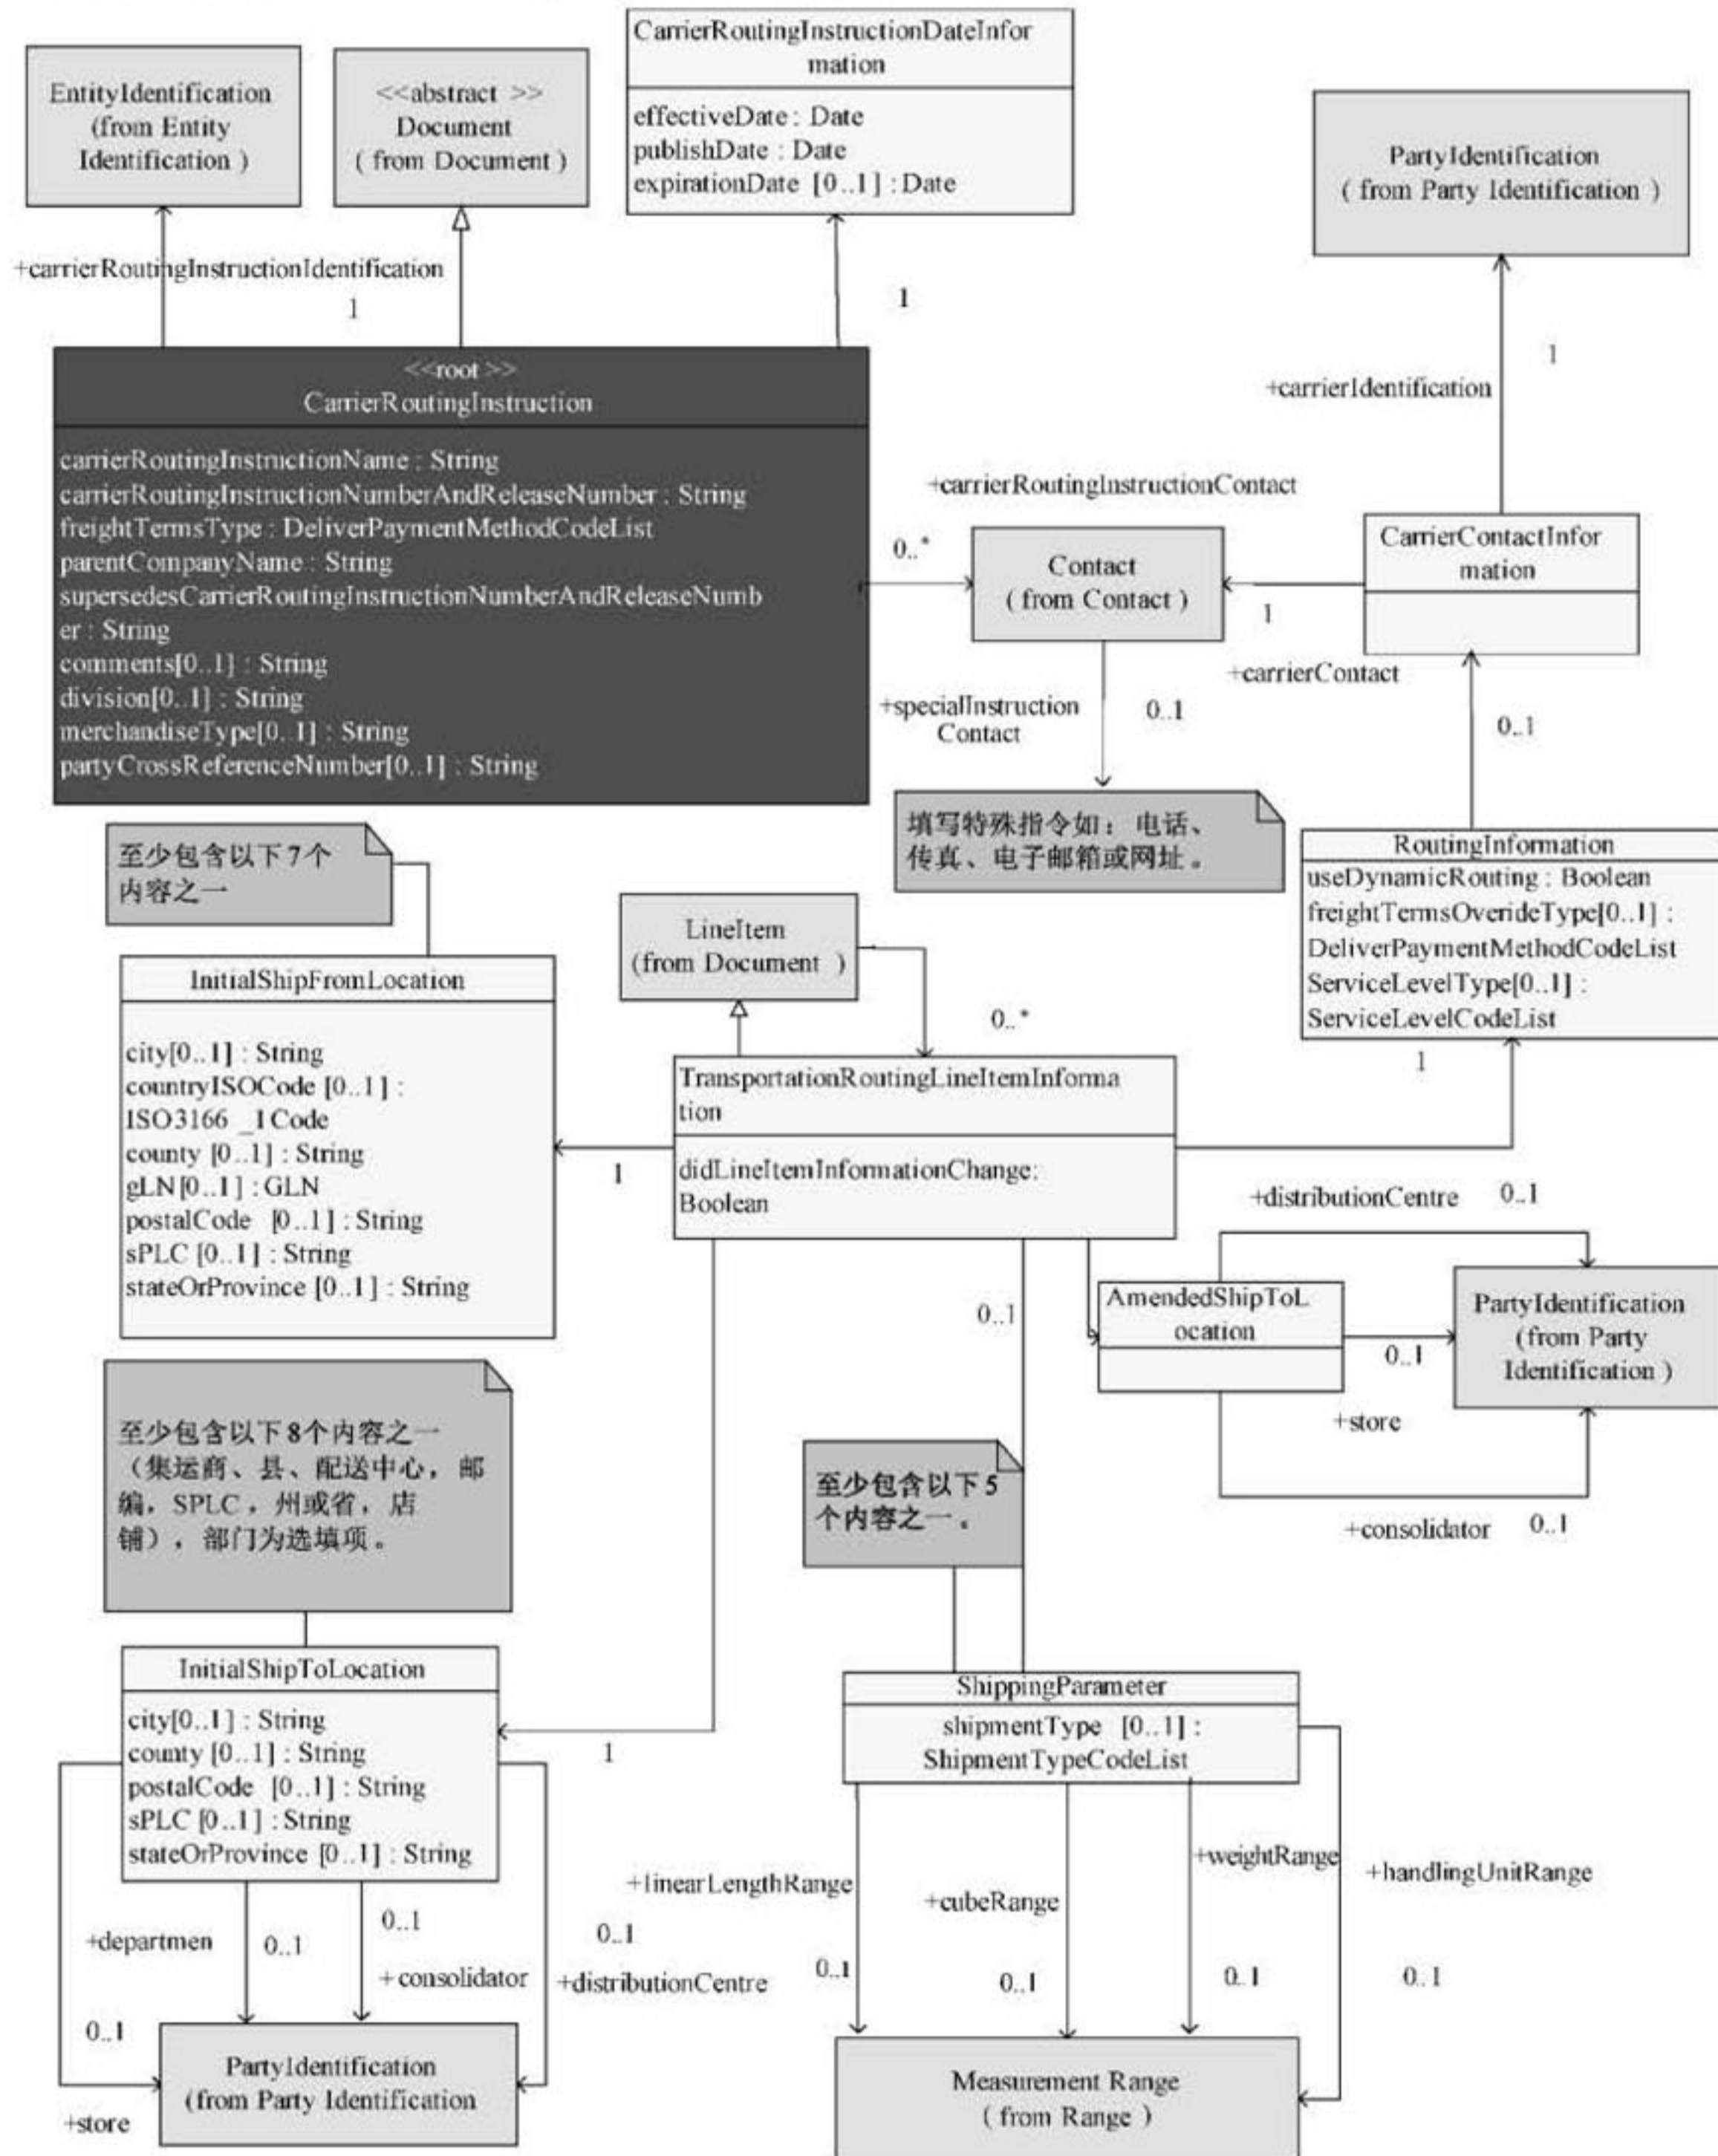 EntityIdentification
(from Entity
Identification )
<<abstract >>
Document
( from Document )
CarrierRoutingInstructionDateInfor
mation
effectiveDate : Date
publishDate : Date
expirationDate [0..1] : Date
PartyIdentification
( from Party Identification )
+carrierRoutingInstructionIdentification
1
1
1
+carrierIdentification
<<root >>
CarrierRoutingInstruction
carrierRoutingInstructionName : String
carrierRoutingInstructionNumberAndReleaseNumber : String
freightTermsType : DeliverPaymentMethodCodeList
parentCompanyName : String
supersedesCarrierRoutingInstructionNumberAndReleaseNumb
er : String
comments[0..1] : String
division[0..1] : String
merchandiseType[0..1] : String
partyCrossReferenceNumber[0..1] : String
+carrierRoutingInstructionContact
0..*
Contact
( from Contact )
CarrierContactInfor
mation
1
+carrierContact
+specialInstruction
Contact
0..1
0..1
填写特殊指令如：电话、
传真、电子邮箱或网址。
RoutingInformation
useDynamicRouting : Boolean
freightTermsOverideType[0..1] :
DeliverPaymentMethodCodeList
ServiceLevelType[0..1] :
ServiceLevelCodeList
1
至少包含以下7个
内容之一
LineItem
(from Document )
0..*
InitialShipFromLocation
city[0..1] : String
countryISOCode [0..1] :
ISO3166 _1 Code
county [0..1] : String
gLN[0..1] : GLN
postalCode [0..1] : String
sPLC [0..1] : String
stateOrProvince [0..1] : String
1
TransportationRoutingLineItemInforma
tion
didLineItemInformationChange:
Boolean
+distributionCentre 0..1
0..1
AmendedShipToL
ocation
0..1
+store
PartyIdentification
(from Party
Identification )
+consolidator 0..1
至少包含以下8个内容之一
（集运商、县、配送中心，邮
编，SPLC，州或省，店
铺），部门为选填项。
至少包含以下5
个内容之一。
InitialShipToLocation
city[0..1] : String
county [0..1] : String
postalCode [0..1] : String
sPLC [0..1] : String
stateOrProvince [0..1] : String
1
ShippingParameter
shipmentType [0..1] :
ShipmentTypeCodeList
+departmen
0..1
0..1
+ consolidator
0..1
+distributionCentre
0..1
+store
PartyIdentification
(from Party Identification
+linearLengthRange
0..1
+cubeRange
0..1
+weightRange
0..1
+handlingUnitRange
0..1
Measurement Range
( from Range )